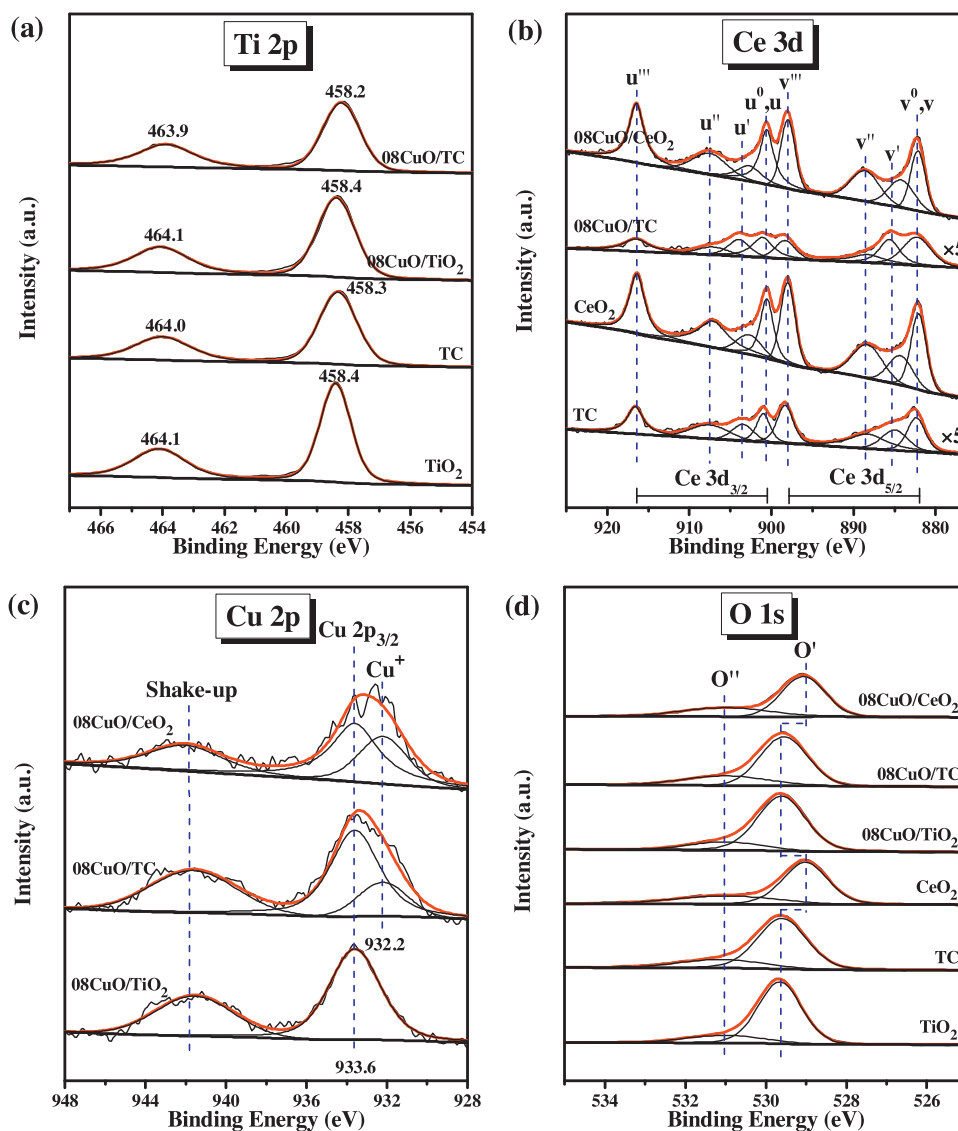 (a)
Ti 2p
458.2
463.9
08CuO/TC
458.4
464.1
08CuO/TiO2
458.3
464.0
TC
458.4
464.1
TiO2
466 464 462 460 458 456 454
Binding Energy (eV)
Intensity (a.u.)
(b)
Ce 3d
u''' u'' u' u0,u v''' v'' v' v0,v
08CuO/CeO2
08CuO/TC
×5
CeO2
TC
×5
Ce 3d3/2 Ce 3d5/2
920 910 900 890 880
Binding Energy (eV)
Intensity (a.u.)
(c)
Cu 2p
Cu 2p3/2
Cu+
Shake-up
08CuO/CeO2
08CuO/TC
932.2
08CuO/TiO2
933.6
948 944 940 936 932 928
Binding Energy (eV)
Intensity (a.u.)
(d)
O 1s
O'' O'
08CuO/CeO2
08CuO/TC
08CuO/TiO2
CeO2
TC
TiO2
534 532 530 528 526
Binding Energy (eV)
Intensity (a.u.)